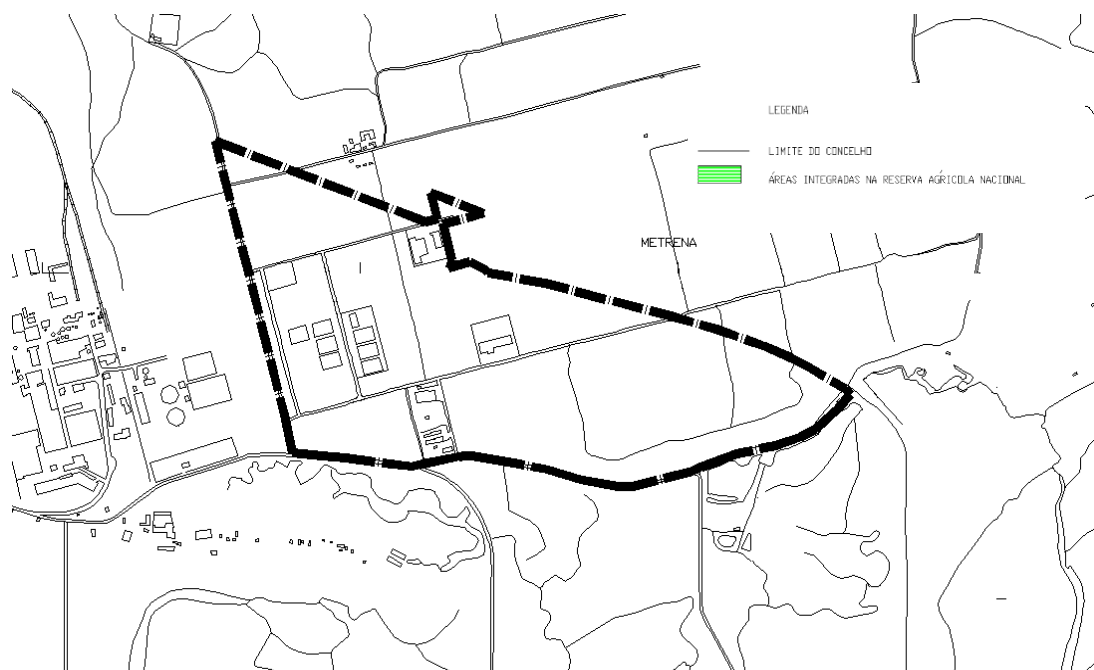 LEGENDA
LIMITE DO CONCELHO
ÁREAS INTEGRADAS NA RESERVA AGRÍCOLA NACIONAL
METRENA